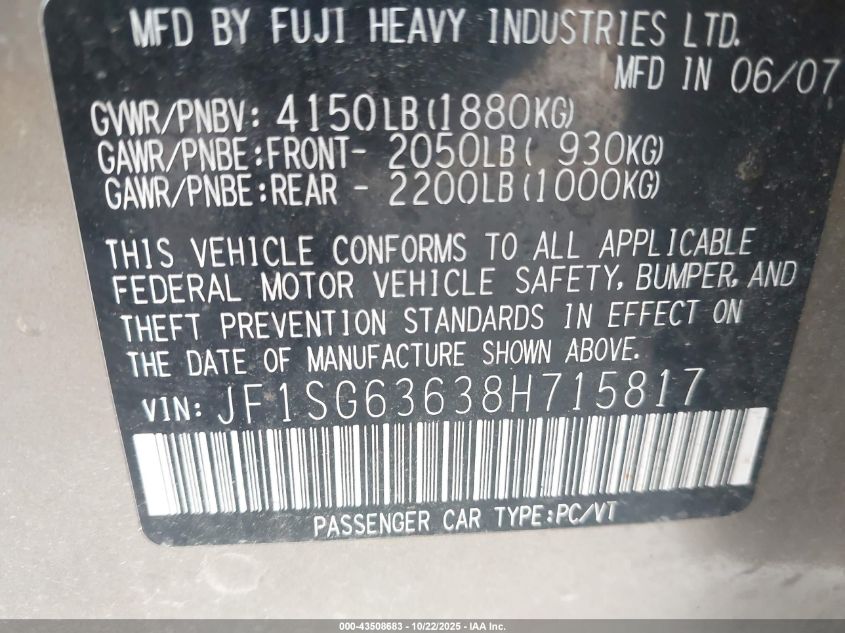 MFD BY FUJI HEAVY INDUSTRIES LTD.
MFD IN 06/07
GVWR/PNBV: 4150LB(1880KG)
GAWR/PNBE:FRONT- 2050LB( 930KG)
GAWR/PNBE:REAR - 2200LB(1000KG)
THIS VEHICLE CONFORMS TO ALL APPLICABLE
FEDERAL MOTOR VEHICLE SAFETY, BUMPER, AND
THEFT PREVENTION STANDARDS IN EFFECT ON
THE DATE OF MANUFACTURE SHOWN ABOVE.
VIN: JF1SG63638H715817
PASSENGER CAR TYPE:PC/VT
000-43508683 - 10/22/2025 - IAA Inc.